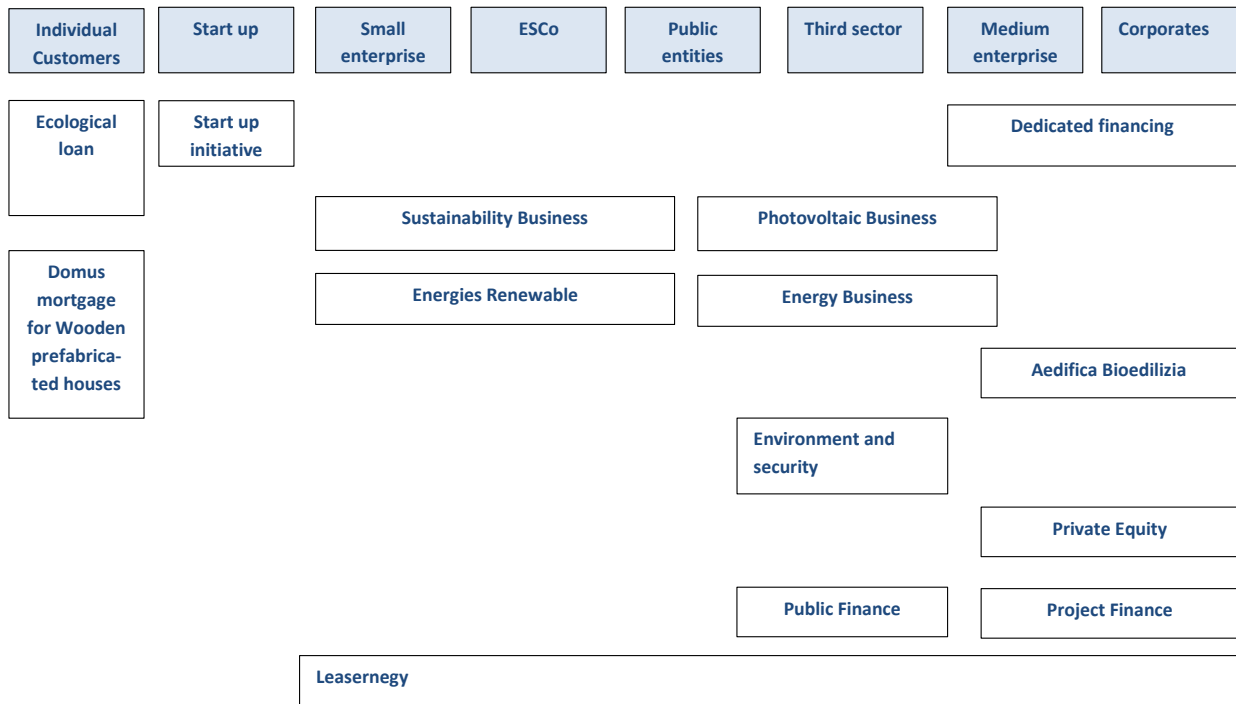 Individual
Customers
Start up
Small
enterprise
ESCo
Public
entities
Third sector
Medium
enterprise
Corporates
Ecological
loan
Start up
initiative
Dedicated financing
Sustainability Business
Photovoltaic Business
Domus
mortgage
for Wooden
prefabrica-
ted houses
Energies Renewable
Energy Business
Aedifica Bioedilizia
Environment and
security
Private Equity
Public Finance
Project Finance
Leasernegy